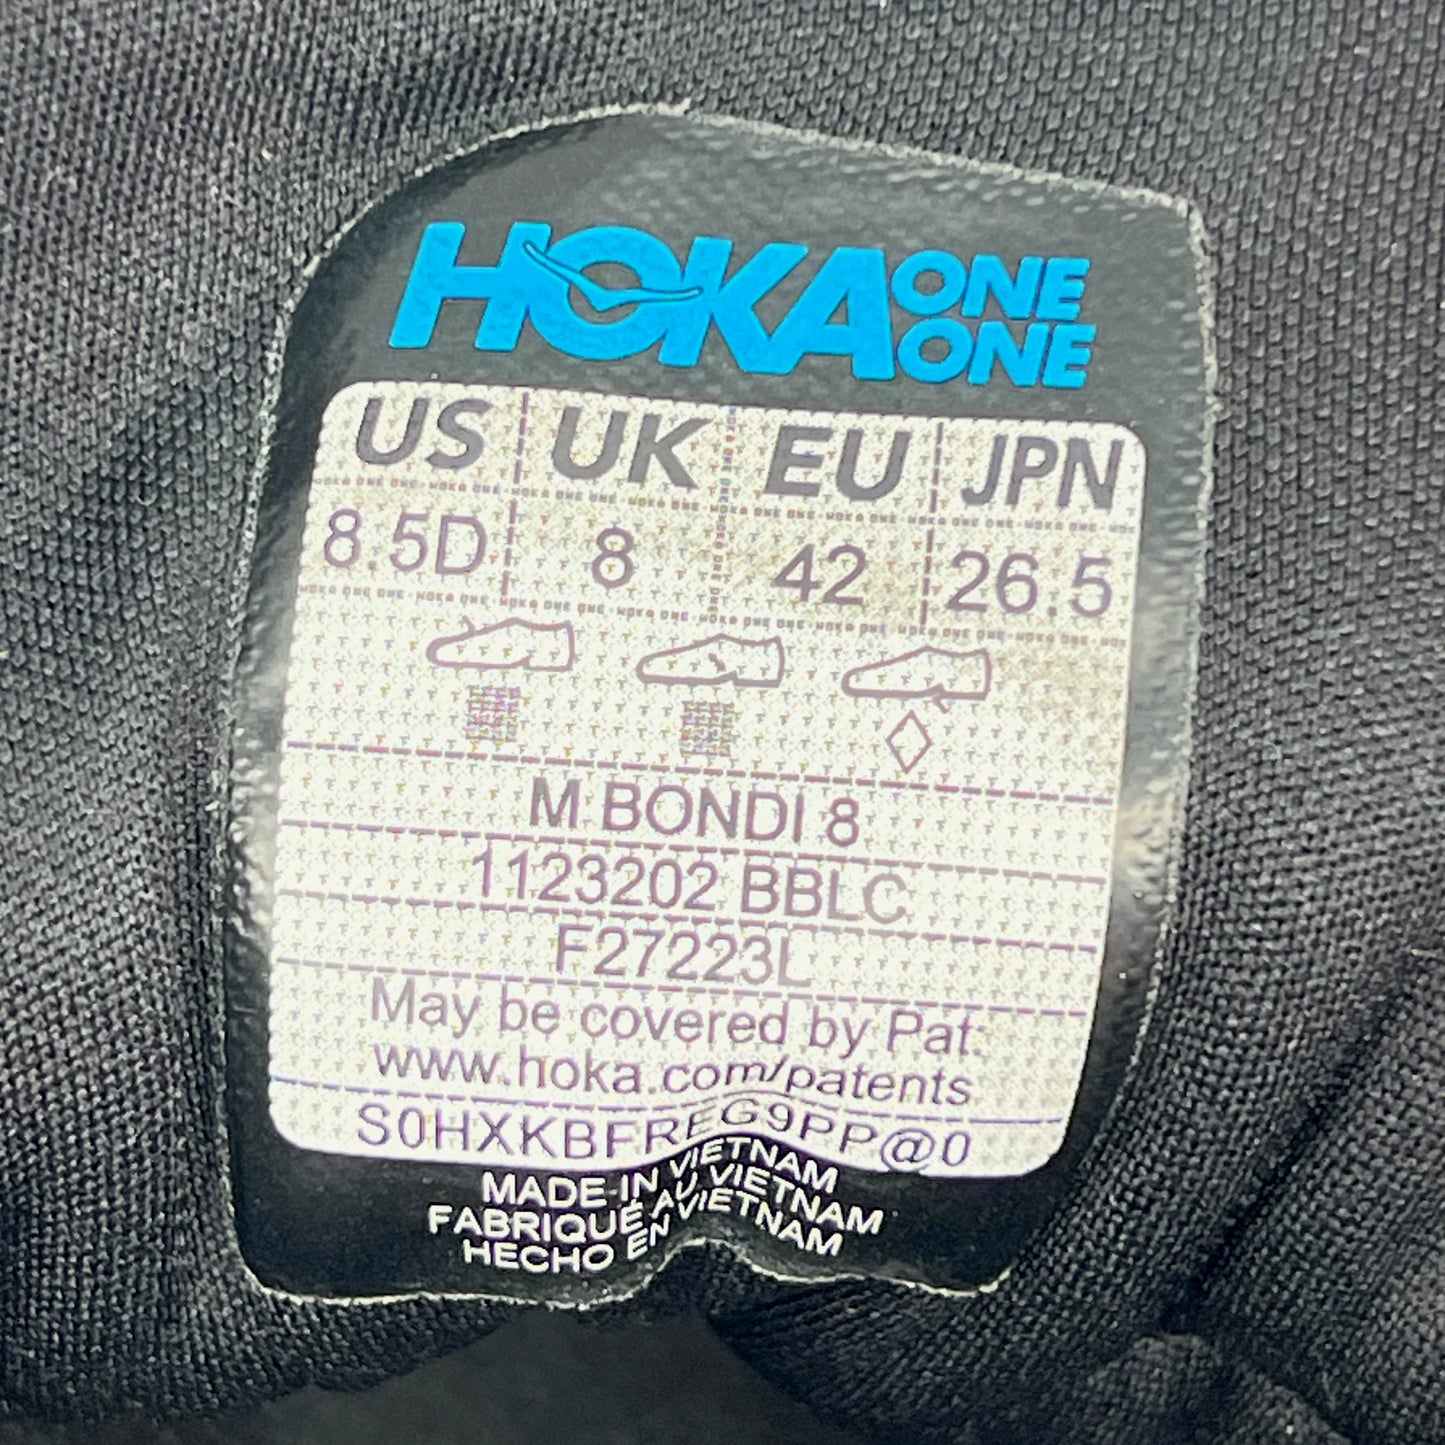 HOKA ONE ONE
US UK EU JPN
8.5D 8 42 26.5
M BONDI 8
1123202 BBLC
F27223L
May be covered by Pat:
www.hoka.com/patents
S0HXKBFREG9PP@0
MADE IN VIETNAM
FABRIQUÉ AU VIETNAM
HECHO EN VIETNAM